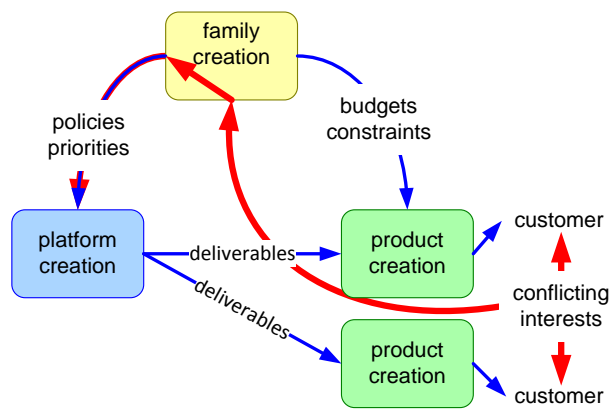 family
creation
policies
priorities
budgets
constraints
platform
creation
deliverables
product
creation
customer
deliverables
conflicting
interests
product
creation
customer